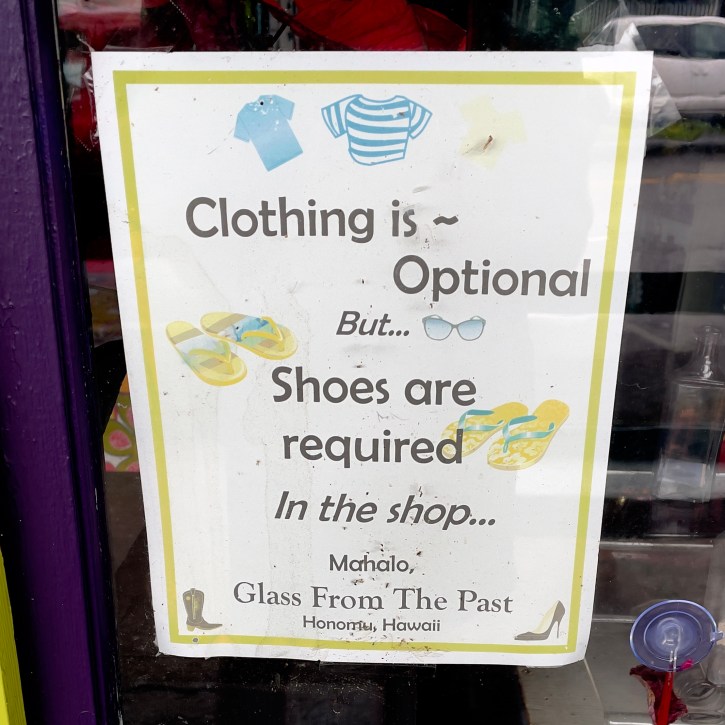 Clothing is ~
Optional
But...
Shoes are
required
In the shop...
Mahalo,
Glass From The Past
Honomu, Hawaii